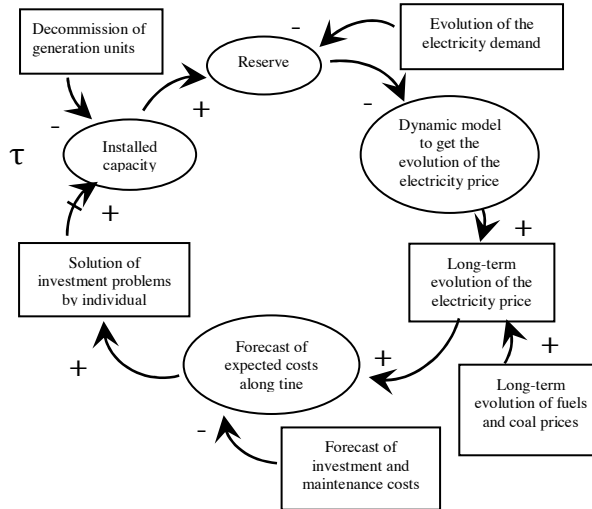 Decommission of
generation units
-
Reserve
-
Evolution of the
electricity demand
+
-
τ
-
Installed
capacity
Dynamic model
to get the
evolution of the
electricity price
+
+
Solution of
investment problems
by individual
Long-term
evolution of the
electricity price
+
Forecast of
expected costs
along tine
+
+
-
Forecast of
investment and
maintenance costs
Long-term
evolution of fuels
and coal prices